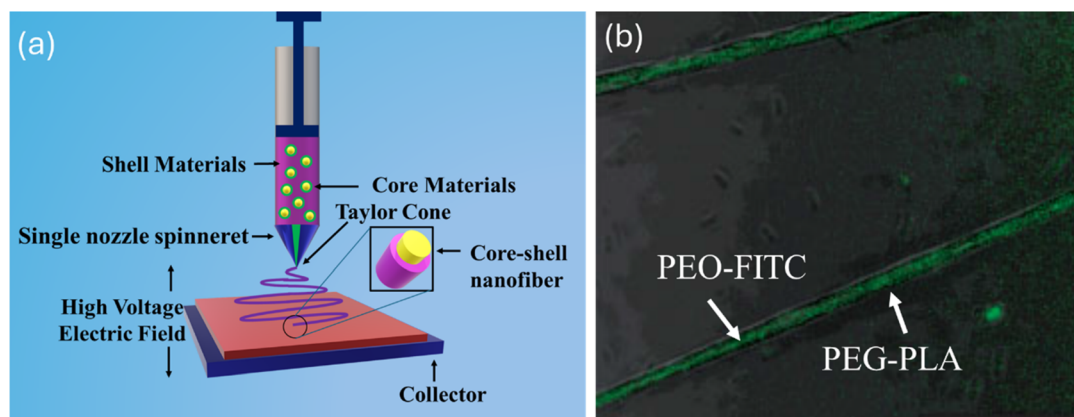 (a)
Shell Materials
Core Materials
Taylor Cone
Single nozzle spinneret
Core-shell
nanofiber
High Voltage
Electric Field
Collector
(b)
PEO-FITC
PEG-PLA